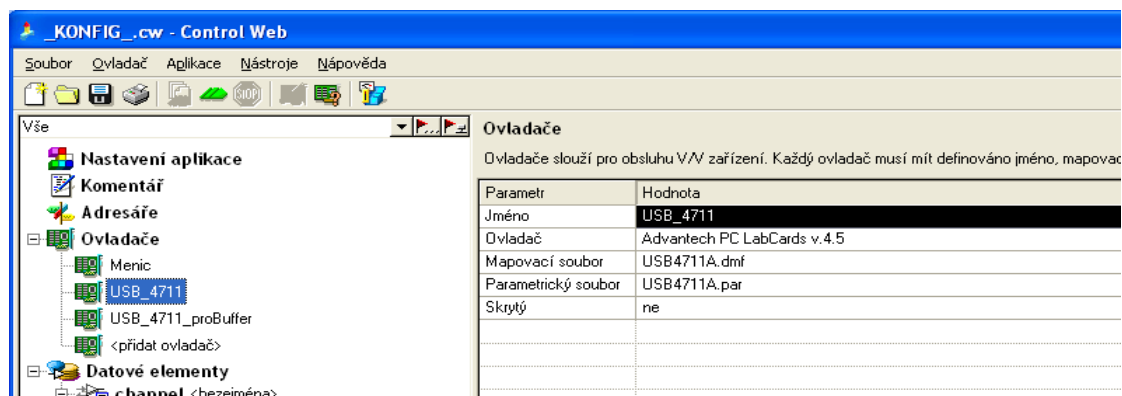 _KONFIG_.cw - Control Web
Soubor Ovladač Aplikace Nástroje Nápověda
STOP
Vše
Nastavení aplikace
Komentář
Adresáře
Ovladače
Menic
USB_4711
USB_4711_proBuffer
<přidat ovladač>
Datové elementy
channel <bezejména>
Ovladače
Ovladače slouží pro obsluhu V/V zařízení. Každý ovladač musí mít definováno jméno, mapovac
Parametr Hodnota
Jméno USB_4711
Ovladač Advantech PC LabCards v.4.5
Mapovací soubor USB4711A.dmf
Parametrický soubor USB4711A.par
Skrytý ne